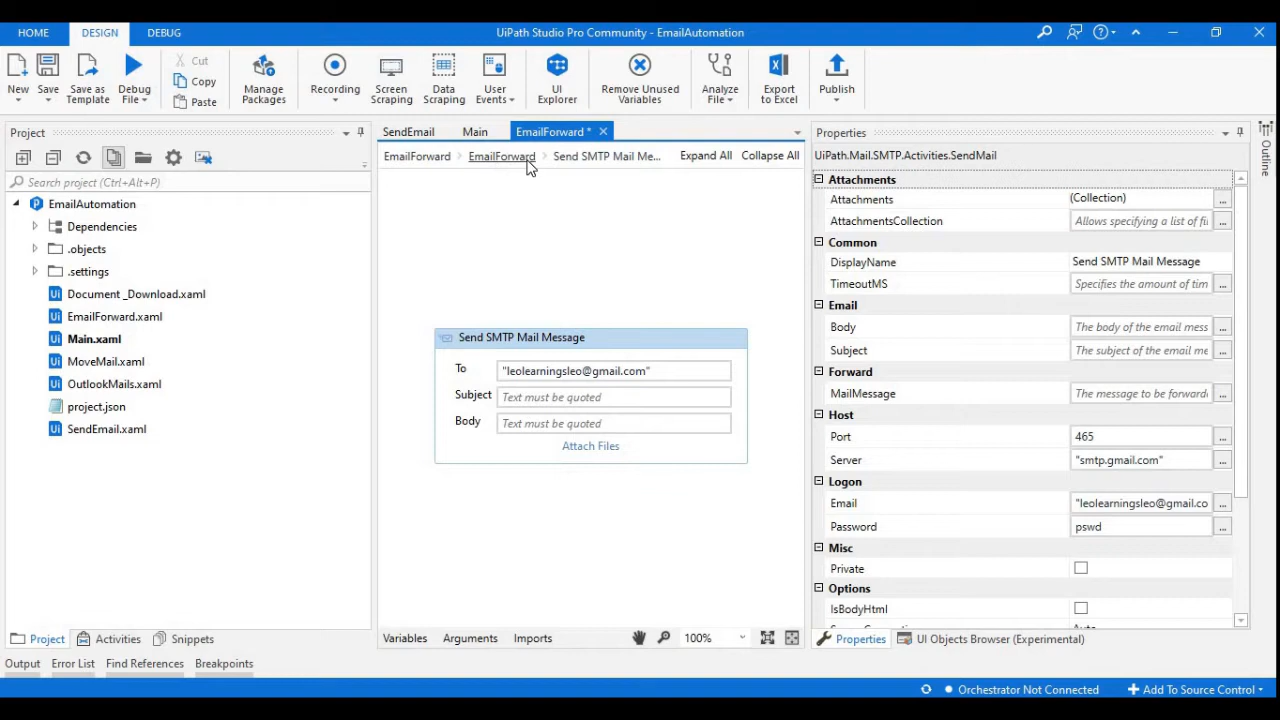 HOME DESIGN DEBUG UiPath Studio Pro Community - EmailAutomation
New Save Save as Template Debug File Cut Copy Paste Manage Packages Recording Screen Scraping Data Scraping User Events UI Explorer Remove Unused Variables Analyze File Export to Excel Publish
Project
Search project (Ctrl+Alt+P)
EmailAutomation
Dependencies
.objects
.settings
Document _Download.xaml
EmailForward.xaml
Main.xaml
MoveMail.xaml
OutlookMails.xaml
project.json
SendEmail.xaml
Project Activities Snippets
SendEmail Main EmailForward *
EmailForward EmailForward Send SMTP Mail Me... Expand All Collapse All
Send SMTP Mail Message
To "leolearningsleo@gmail.com"
Subject Text must be quoted
Body Text must be quoted
Attach Files
Variables Arguments Imports 100%
Properties
UiPath.Mail.SMTP.Activities.SendMail
Attachments
Attachments (Collection) ...
AttachmentsCollection Allows specifying a list of fi ...
Common
DisplayName Send SMTP Mail Message
TimeoutMS Specifies the amount of tim ...
Email
Body The body of the email mess ...
Subject The subject of the email me ...
Forward
MailMessage The message to be forwarde ...
Host
Port 465 ...
Server "smtp.gmail.com" ...
Logon
Email "leolearningsleo@gmail.co ...
Password pswd ...
Misc
Private
Options
IsBodyHtml
Properties UI Objects Browser (Experimental)
Outline
Output Error List Find References Breakpoints
Orchestrator Not Connected Add To Source Control